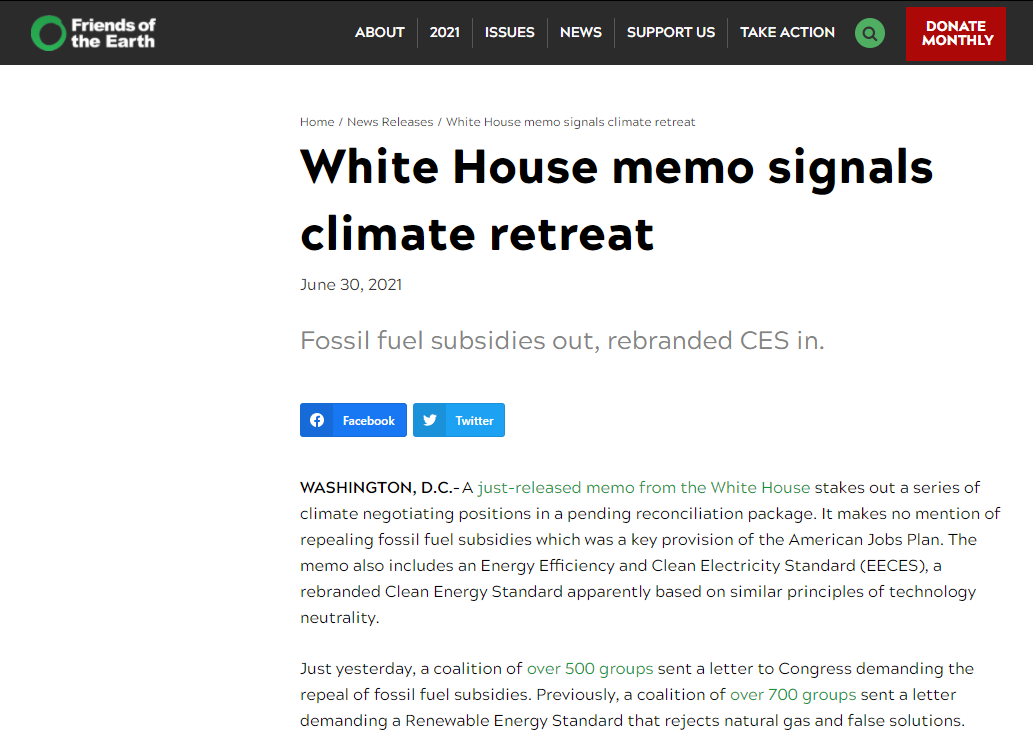 Friends of
the Earth
ABOUT
2021
ISSUES
NEWS
SUPPORT US
TAKE ACTION
DONATE
MONTHLY
Home / News Releases / White House memo signals climate retreat
White House memo signals
climate retreat
June 30, 2021
Fossil fuel subsidies out, rebranded CES in.
Facebook
Twitter
WASHINGTON, D.C.- A just-released memo from the White House stakes out a series of
climate negotiating positions in a pending reconciliation package. It makes no mention of
repealing fossil fuel subsidies which was a key provision of the American Jobs Plan. The
memo also includes an Energy Efficiency and Clean Electricity Standard (EECES), a
rebranded Clean Energy Standard apparently based on similar principles of technology
neutrality.
Just yesterday, a coalition of over 500 groups sent a letter to Congress demanding the
repeal of fossil fuel subsidies. Previously, a coalition of over 700 groups sent a letter
demanding a Renewable Energy Standard that rejects natural gas and false solutions.